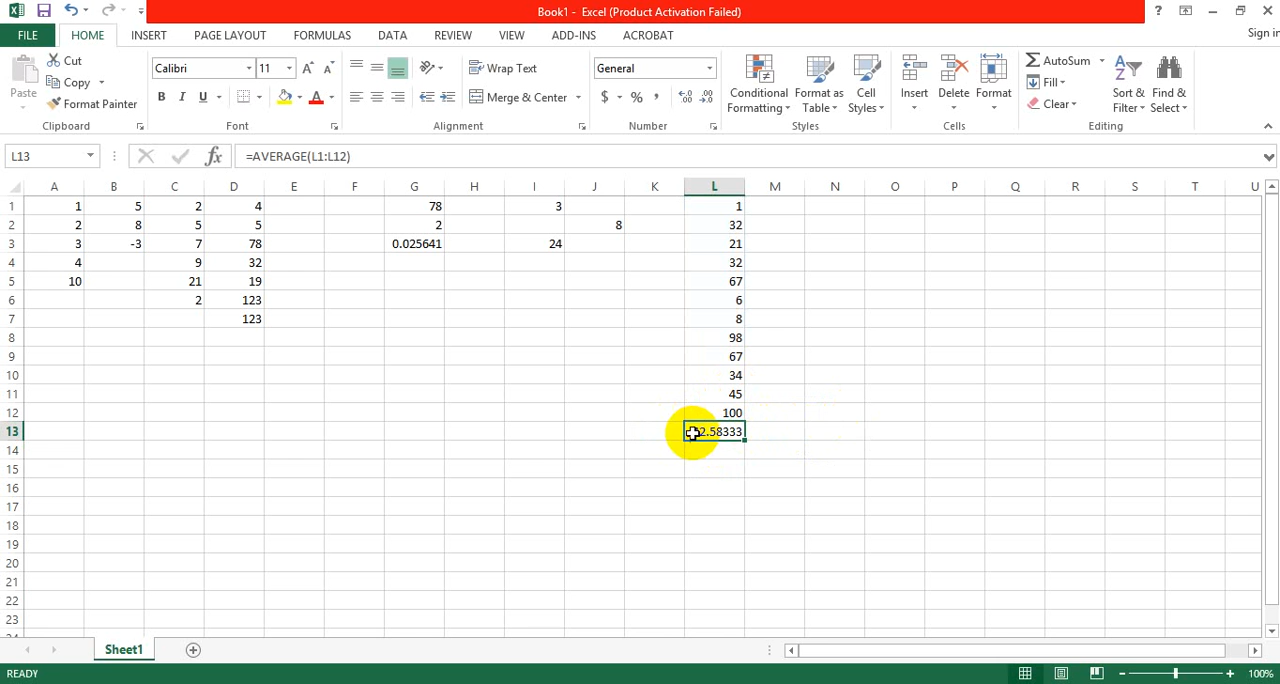 Book1 - Excel (Product Activation Failed)
?
FILE HOME INSERT PAGE LAYOUT FORMULAS DATA REVIEW VIEW ADD-INS ACROBAT Sign in
Cut Calibri 11 A A Wrap Text General AutoSum
Paste Copy Fill
Format Painter B I U A Merge & Center $ % , Conditional Formatting Format as Table Cell Styles Insert Delete Format Clear Sort & Filter Find & Select
Clipboard Font Alignment Number Styles Cells Editing
L13 fx =AVERAGE(L1:L12)
A B C D E F G H I J K L M N O P Q R S T U
1 1 5 2 4 78 3 1
2 2 8 5 5 2 8 32
3 3 -3 7 78 0.025641 24 21
4 4 9 32 32
5 10 21 19 67
6 2 123 6
7 123 8
8 98
9 67
10 34
11 45
12 100
13 2.58333
14
15
16
17
18
19
20
21
22
23
Sheet1
READY 100%